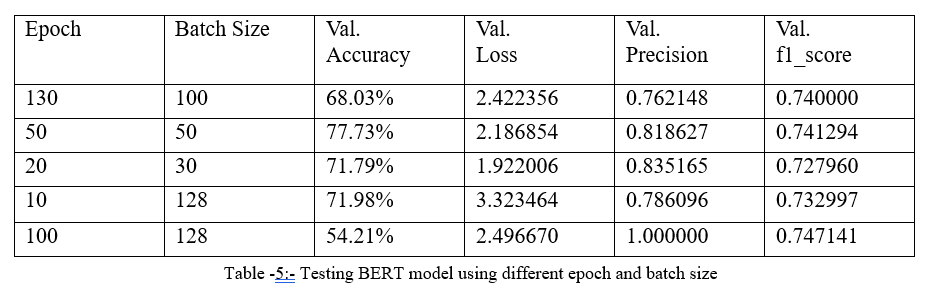 Epoch Batch Size Val. Accuracy Val. Loss Val. Precision Val. f1_score
130 100 68.03% 2.422356 0.762148 0.740000
50 50 77.73% 2.186854 0.818627 0.741294
20 30 71.79% 1.922006 0.835165 0.727960
10 128 71.98% 3.323464 0.786096 0.732997
100 128 54.21% 2.496670 1.000000 0.747141
Table -5:- Testing BERT model using different epoch and batch size